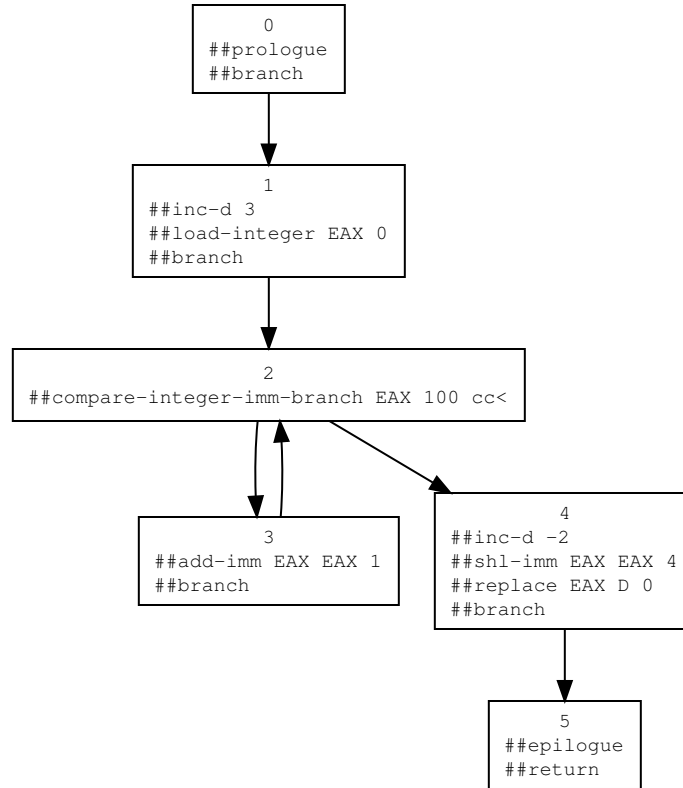 0
##prologue
##branch
1
##inc-d 3
##load-integer EAX 0
##branch
2
##compare-integer-imm-branch EAX 100 cc<
3
##add-imm EAX EAX 1
##branch
4
##inc-d -2
##shl-imm EAX EAX 4
##replace EAX D 0
##branch
5
##epilogue
##return